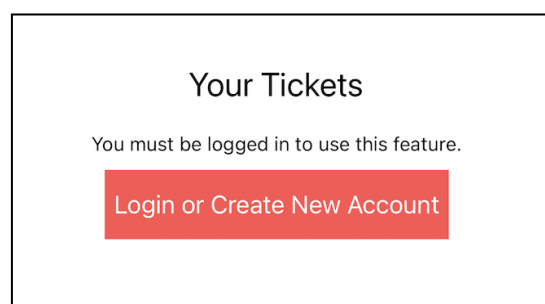 Your Tickets
You must be logged in to use this feature.
Login or Create New Account